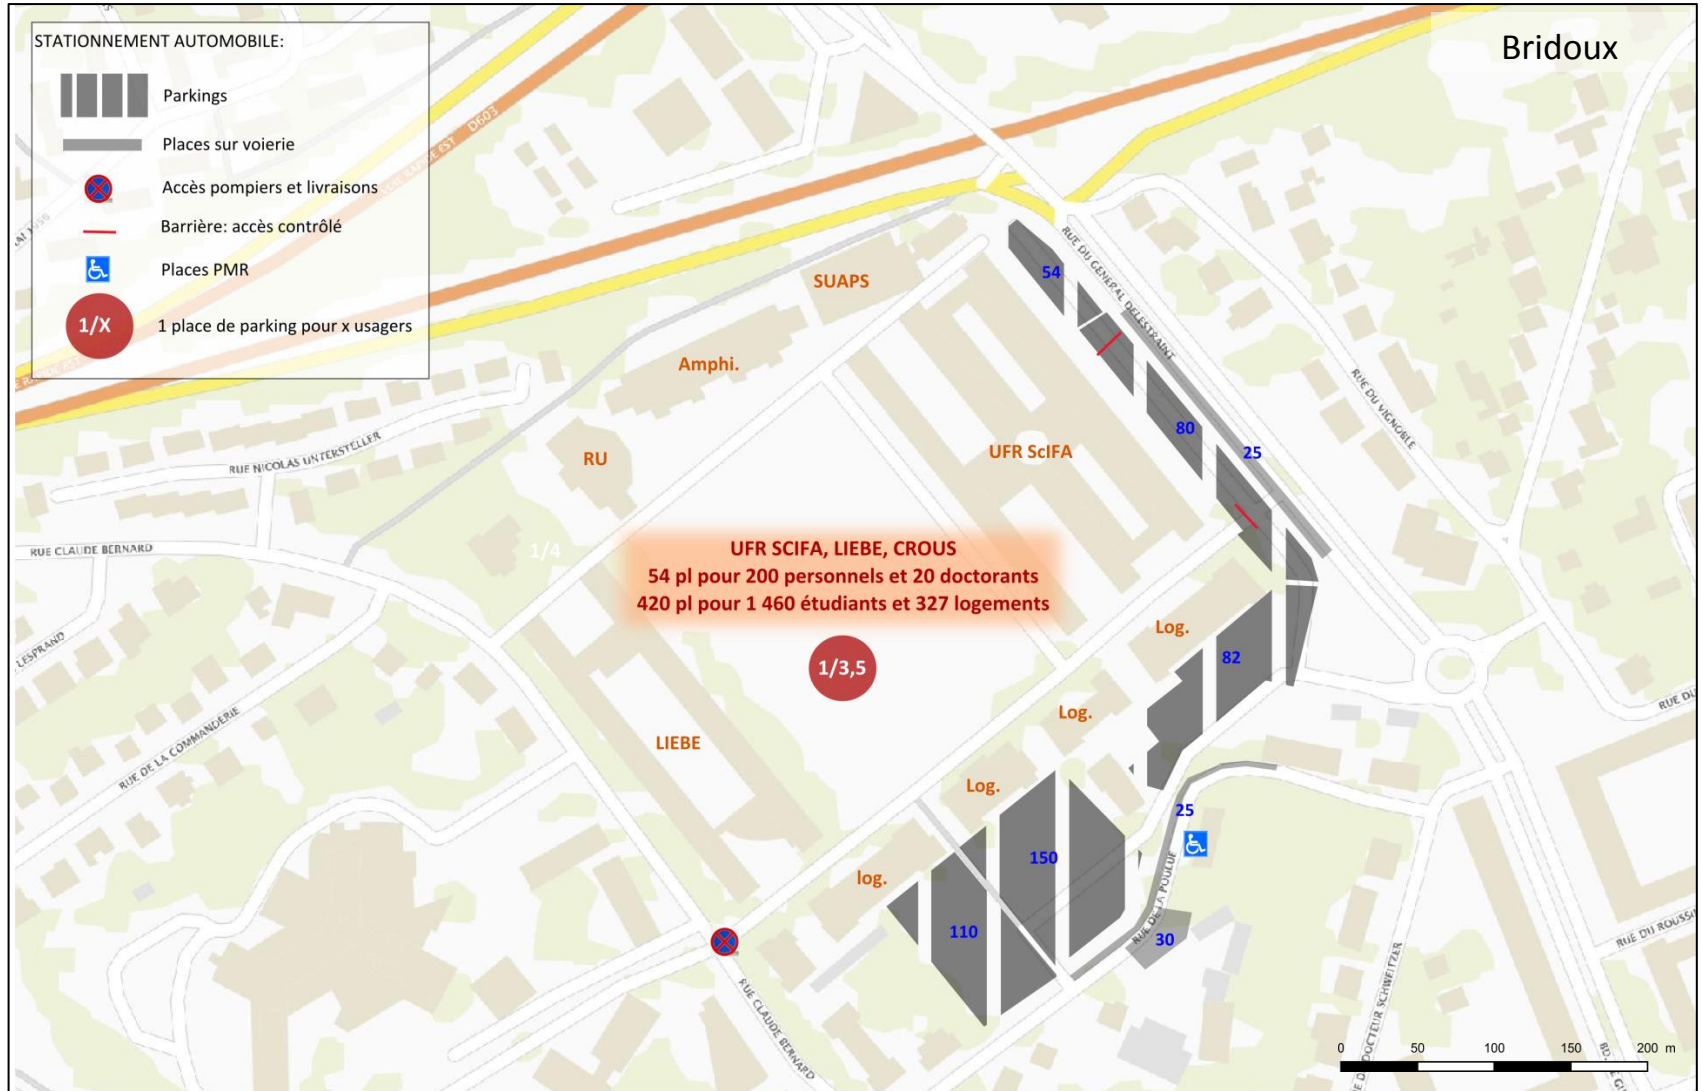 Bridoux
STATIONNEMENT AUTOMOBILE:
Parkings
Places sur voierie
Accès pompiers et livraisons
Barrière: accès contrôlé
Places PMR
1/X
1 place de parking pour x usagers
D603
SUAPS
54
RUE DU GENERAL DELESTRAINT
Amphi.
RUE DU VIGNOBLE
RUE NICOLAS UNTERSTELLER
RU
UFR ScIFA
80
25
RUE CLAUDE BERNARD
1/4
UFR SCIFA, LIEBE, CROUS
54 pl pour 200 personnels et 20 doctorants
420 pl pour 1 460 étudiants et 327 logements
1/3,5
Log.
82
LESPRAND
RUE DE LA COMMANDERIE
LIEBE
Log.
Log.
25
150
log.
110
RUE DE LA POULUE
30
RUE CLAUDE BERNARD
DOCTEUR SCHWEITZER
RUE DU ROUSS
0 50 100 150 200 m